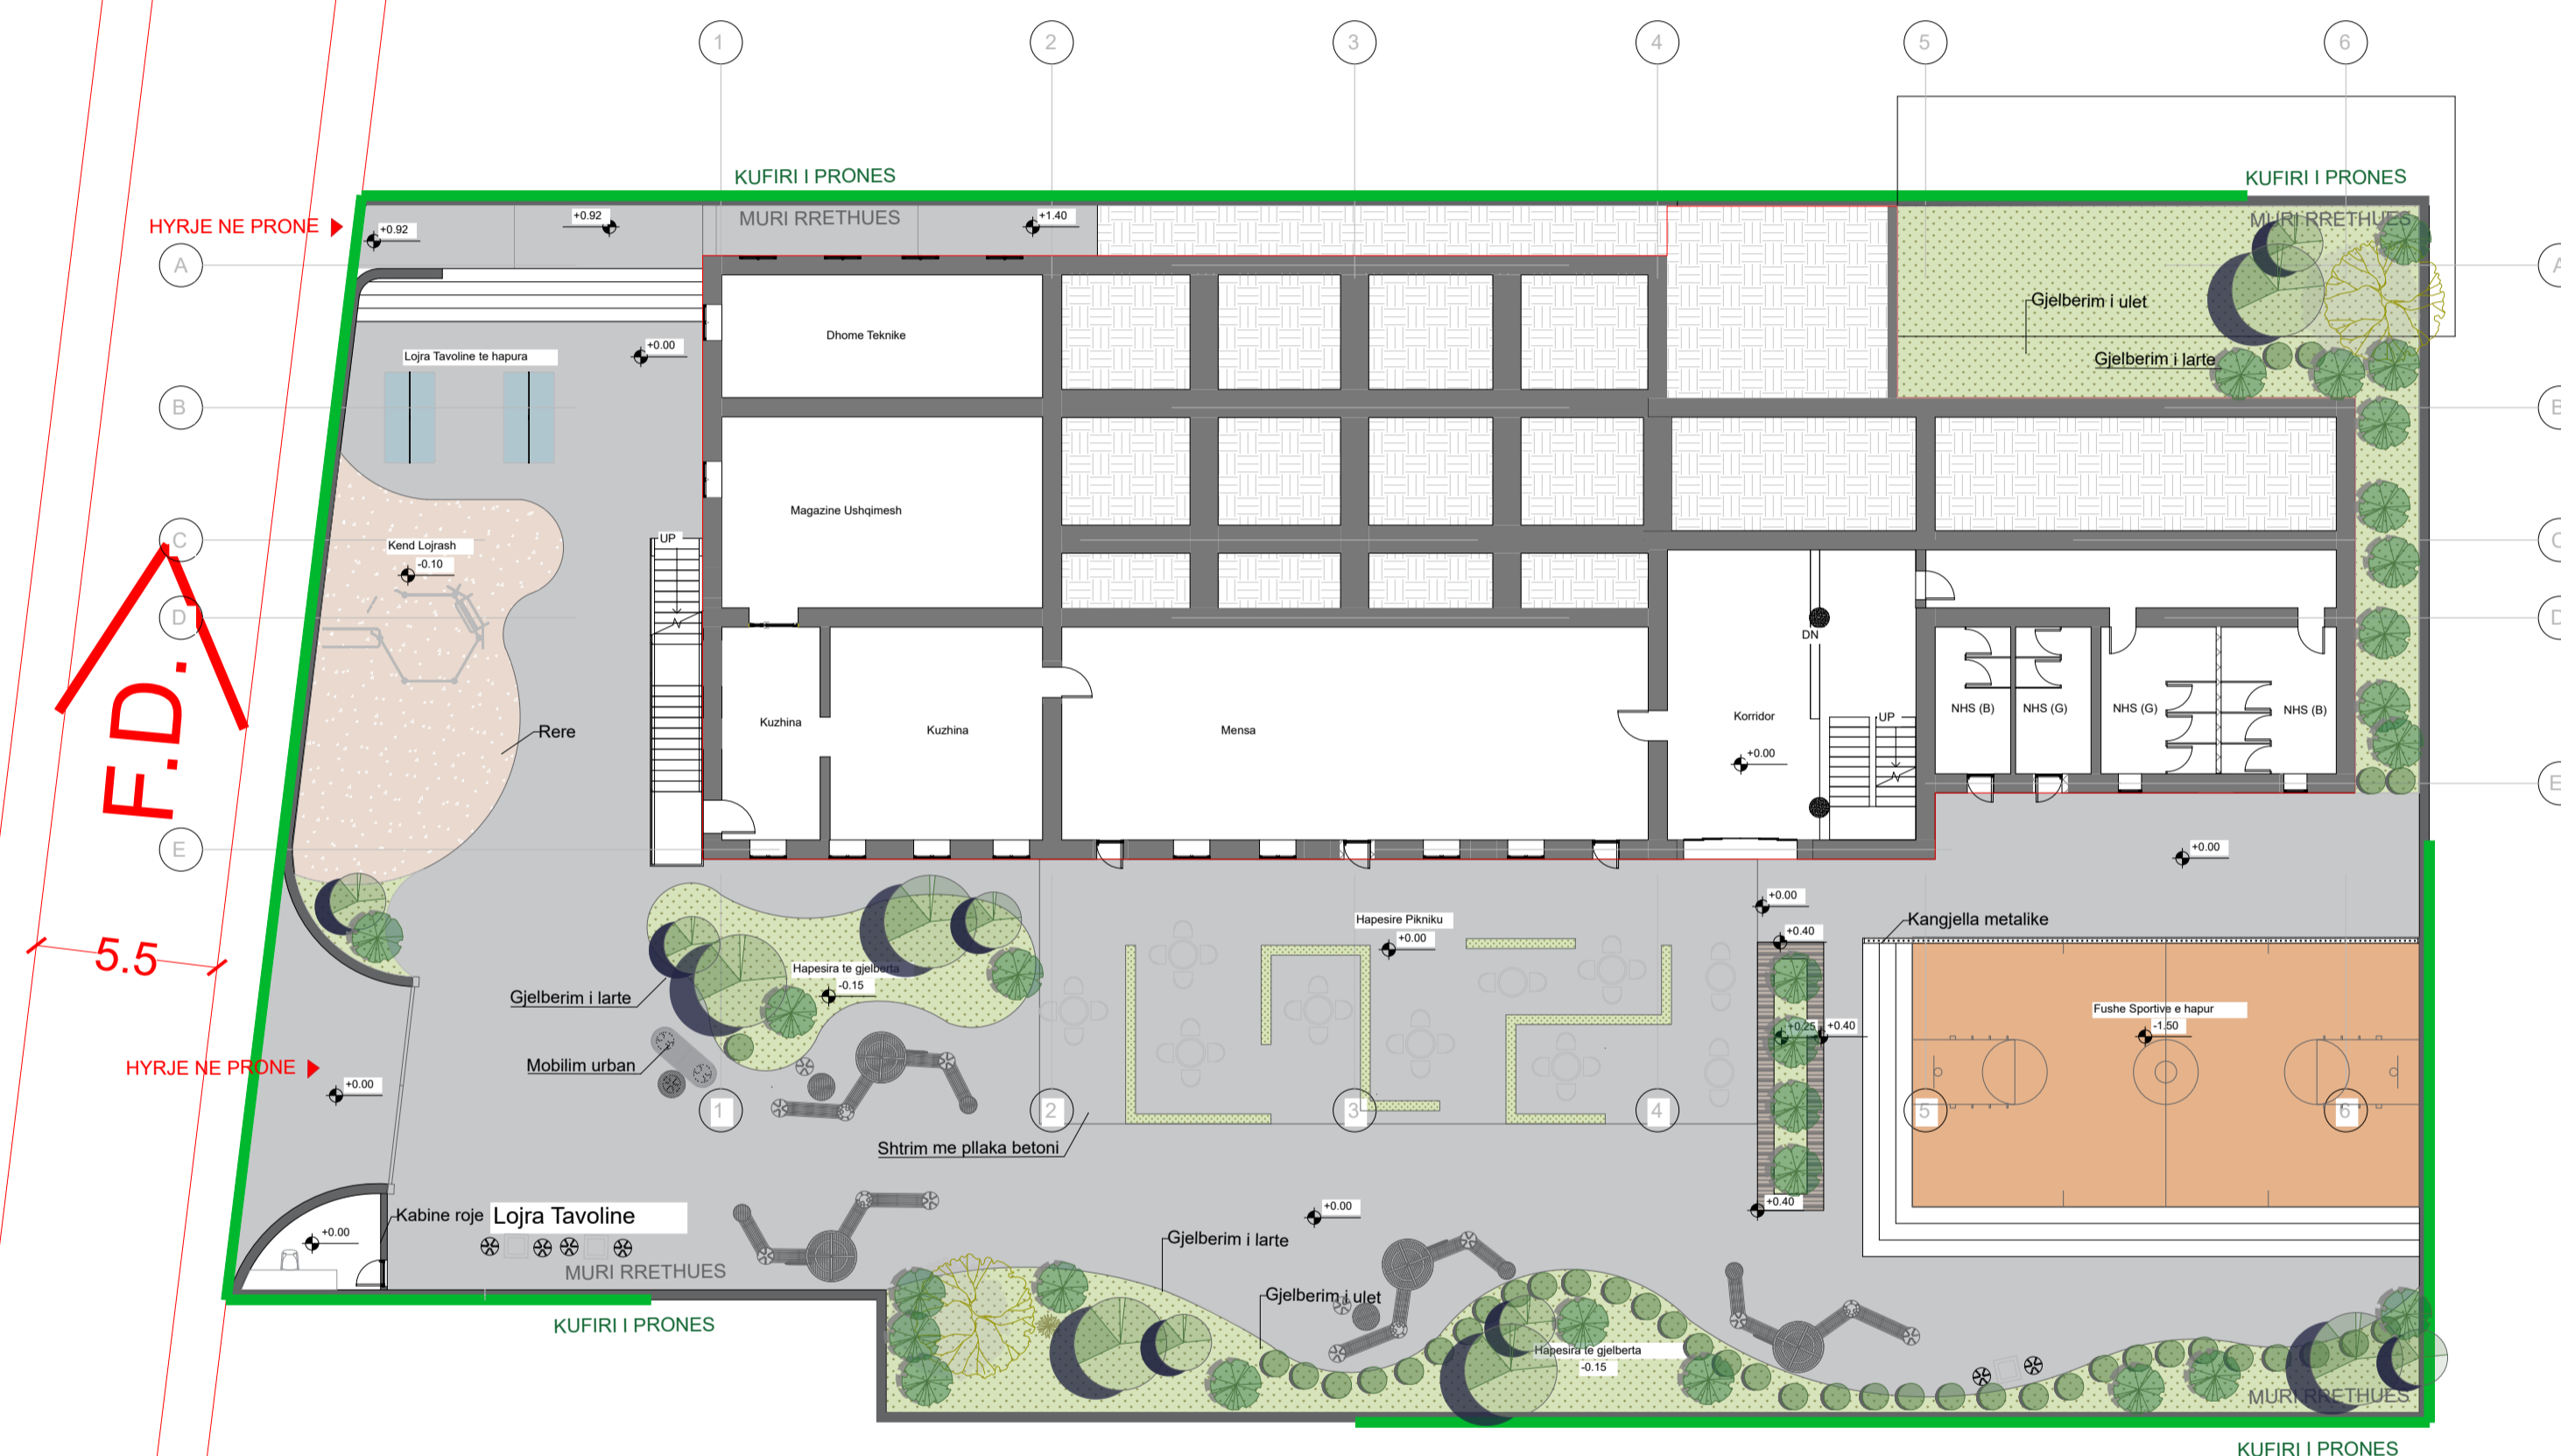 1 2 3 4 5 6
KUFIRI I PRONES
KUFIRI I PRONES
HYRJE NE PRONE
+0.92
+0.92
MURI RRETHUES
+1.40
MURI RRETHUES
A
A
Gjelberim i ulet
Dhome Teknike
+0.00
Lojra Tavoline te hapura
Gjelberim i larte
B
B
Magazine Ushqimesh
UP
C
C
Kend Lojrash
-0.10
D
D
DN
F.D.
Rere
Kuzhina
Kuzhina
Mensa
Korridor
UP
NHS (B)
NHS (G)
NHS (G)
NHS (B)
+0.00
E
E
+0.00
+0.00
Hapesire Pikniku
+0.00
Kangjella metalike
+0.40
5.5
Hapesira te gjelberta
-0.15
Gjelberim i larte
Fushe Sportive e hapur
-1.50
+0.25
+0.40
Mobilim urban
HYRJE NE PRONE
+0.00
1 2 3 4 5 6
Shtrim me pllaka betoni
+0.40
Kabine roje
Lojra Tavoline
+0.00
+0.00
Gjelberim i larte
MURI RRETHUES
Gjelberim i ulet
KUFIRI I PRONES
Hapesira te gjelberta
-0.15
MURI RRETHUES
KUFIRI I PRONES